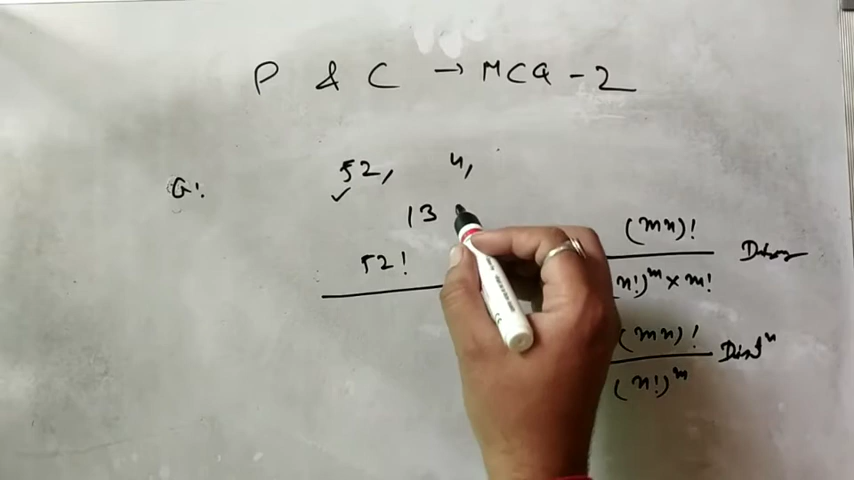 P & C → MCQ - 2
Q:
52, 4,
13
52!
(mn)!
(n!)^m × m!
(mn)!
(n!)^m